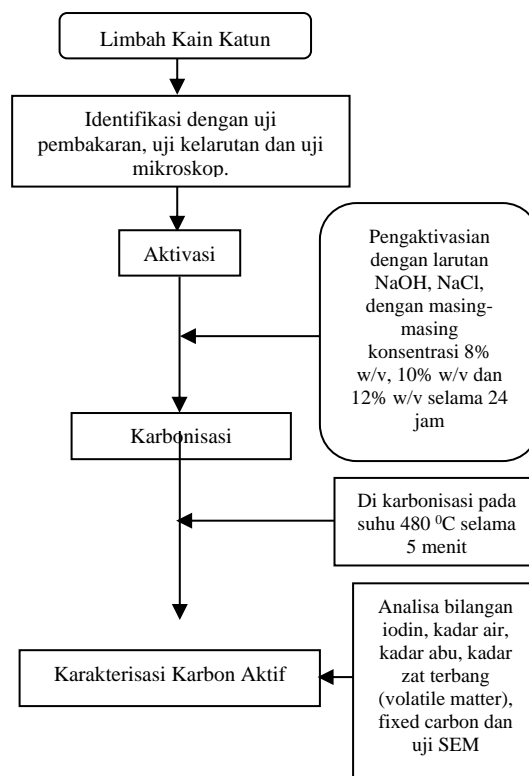 Limbah Kain Katun
Identifikasi dengan uji
pembakaran, uji kelarutan dan uji
mikroskop.
Aktivasi
Pengaktivasian
dengan larutan
NaOH, NaCl,
dengan masing-
masing
konsentrasi 8%
w/v, 10% w/v dan
12% w/v selama 24
jam
Karbonisasi
Di karbonisasi pada
suhu 480 ⁰C selama
5 menit
Analisa bilangan
iodin, kadar air,
kadar abu, kadar
zat terbang
(volatile matter),
fixed carbon dan
uji SEM
Karakterisasi Karbon Aktif